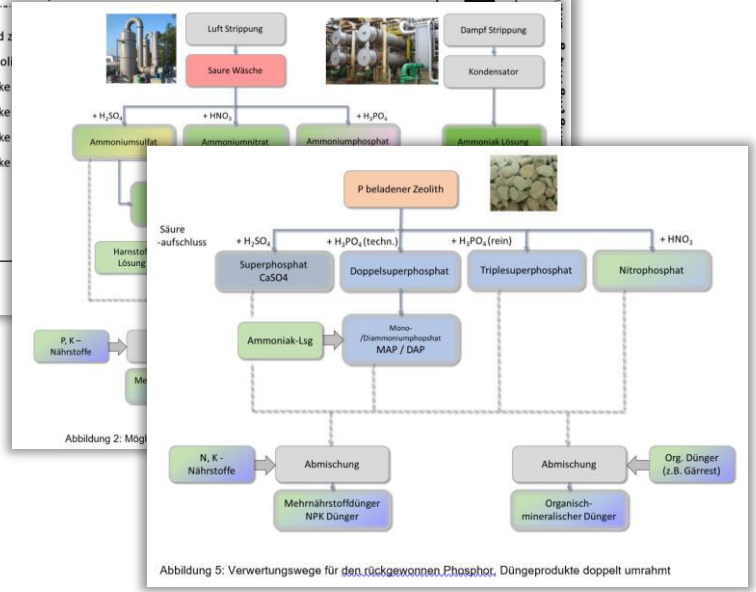 Luft Strippung
Dampf Strippung
Saure Wäsche
Kondensator
+ H₂SO₄
+ HNO₃
+ H₃PO₄
Ammoniumsulfat
Ammoniumnitrat
Ammoniumphosphat
Ammoniak Lösung
Lösung
P, K –
Nährstoffe
Abbildung 2:
P beladener Zeolith
Säure
-aufschluss
+ H₂SO₄
+ H₃PO₄ (techn.)
+ H₃PO₄ (rein)
+ HNO₃
Superphosphat
CaSO4
Doppelsuperphosphat
Triplesuperphosphat
Nitrophosphat
Ammoniak-Lsg
Mono-
/Diammoniumphopshat
MAP / DAP
N, K -
Nährstoffe
Abmischung
Abmischung
Org. Dünger
(z.B. Gärrest)
Mehrnährstoffdünger
NPK Dünger
Organisch-
mineralischer Dünger
Abbildung 5: Verwertungswege für den rückgewonnen Phosphor, Düngeprodukte doppelt umrahmt